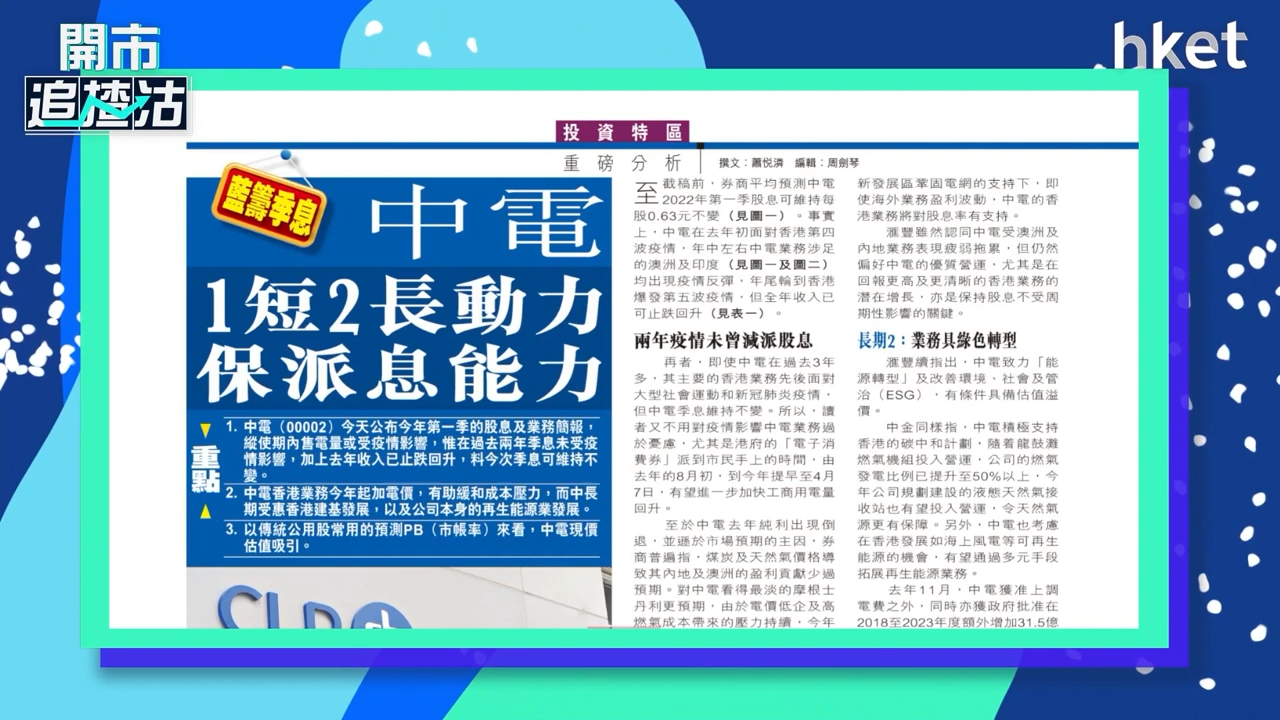 開市
追揸沽
hket
投資特區
重磅分析
撰文：蕭悅潾 編輯：周劍琴
藍籌季息
中電
1短2長動力
保派息能力
重點
1. 中電（00002）今天公布今年第一季的股息及業務簡報，
縱使期內售電量或受疫情影響，惟在過去兩年季息未受疫
情影響，加上去年收入已止跌回升，料今次季息可維持不
變。
2. 中電香港業務今年起加電價，有助緩和成本壓力，而中長
期受惠香港建基發展，以及公司本身的再生能源業發展。
3. 以傳統公用股常用的預測PB（市帳率）來看，中電現價
估值吸引。
CLP
至截稿前，券商平均預測中電
2022年第一季股息可維持每
股0.63元不變（見圖一）。事實
上，中電在去年初面對香港第四
波疫情，年中左右中電業務涉足
的澳洲及印度（見圖一及圖二）
均出現疫情反彈，年尾輪到香港
爆發第五波疫情，但全年收入已
可止跌回升（見表一）。
兩年疫情未曾減派股息
再者，即使中電在過去3年
多，其主要的香港業務先後面對
大型社會運動和新冠肺炎疫情，
但中電季息維持不變。所以，讀
者又不用對疫情影響中電業務過
於憂慮，尤其是港府的「電子消
費券」派到市民手上的時間，由
去年的8月初，到今年提早至4月
7日，有望進一步加快工商用電量
回升。
至於中電去年純利出現倒
退，並遜於市場預期的主因，券
商普遍指，煤炭及天然氣價格導
致其內地及澳洲的盈利貢獻少過
預期。對中電看得最淡的摩根士
丹利更預期，由於電價低企及高
燃氣成本帶來的壓力持續，今年
新發展區鞏固電網的支持下，即
使海外業務盈利波動，中電的香
港業務將對股息率有支持。
滙豐雖然認同中電受澳洲及
內地業務表現疲弱拖累，但仍然
偏好中電的優質營運，尤其是在
回報更高及更清晰的香港業務的
潛在增長，亦是保持股息不受周
期性影響的關鍵。
長期2：業務具綠色轉型
滙豐續指出，中電致力「能
源轉型」及改善環境、社會及管
治（ESG），有條件具備估值溢
價。
中金同樣指，中電積極支持
香港的碳中和計劃，隨着龍鼓灘
燃氣機組投入營運，公司的燃氣
發電比例已提升至50%以上，今
年公司規劃建設的液態天然氣接
收站也有望投入營運，令天然氣
源更有保障。另外，中電也考慮
在香港發展如海上風電等可再生
能源的機會，有望通過多元手段
拓展再生能源業務。
去年11月，中電獲准上調
電費之外，同時亦獲政府批准在
2018至2023年度額外增加31.5億